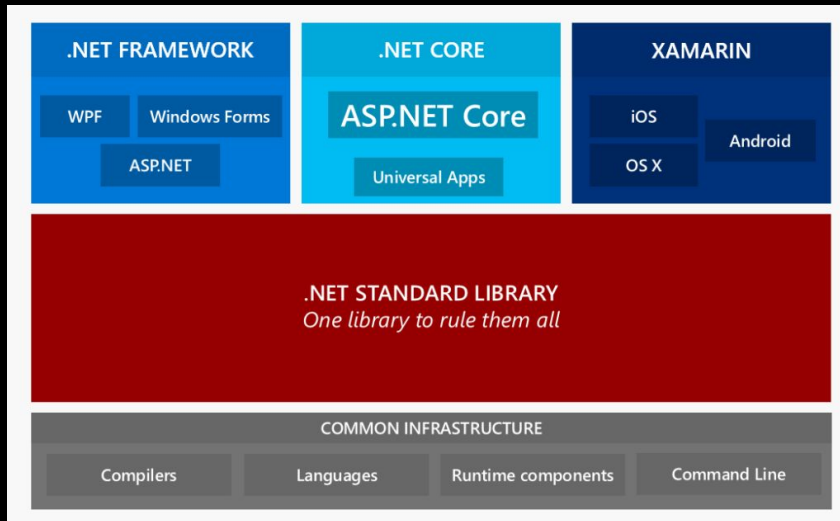 .NET FRAMEWORK
WPF
Windows Forms
ASP.NET
.NET CORE
ASP.NET Core
Universal Apps
XAMARIN
iOS
Android
OS X
.NET STANDARD LIBRARY
One library to rule them all
COMMON INFRASTRUCTURE
Compilers
Languages
Runtime components
Command Line